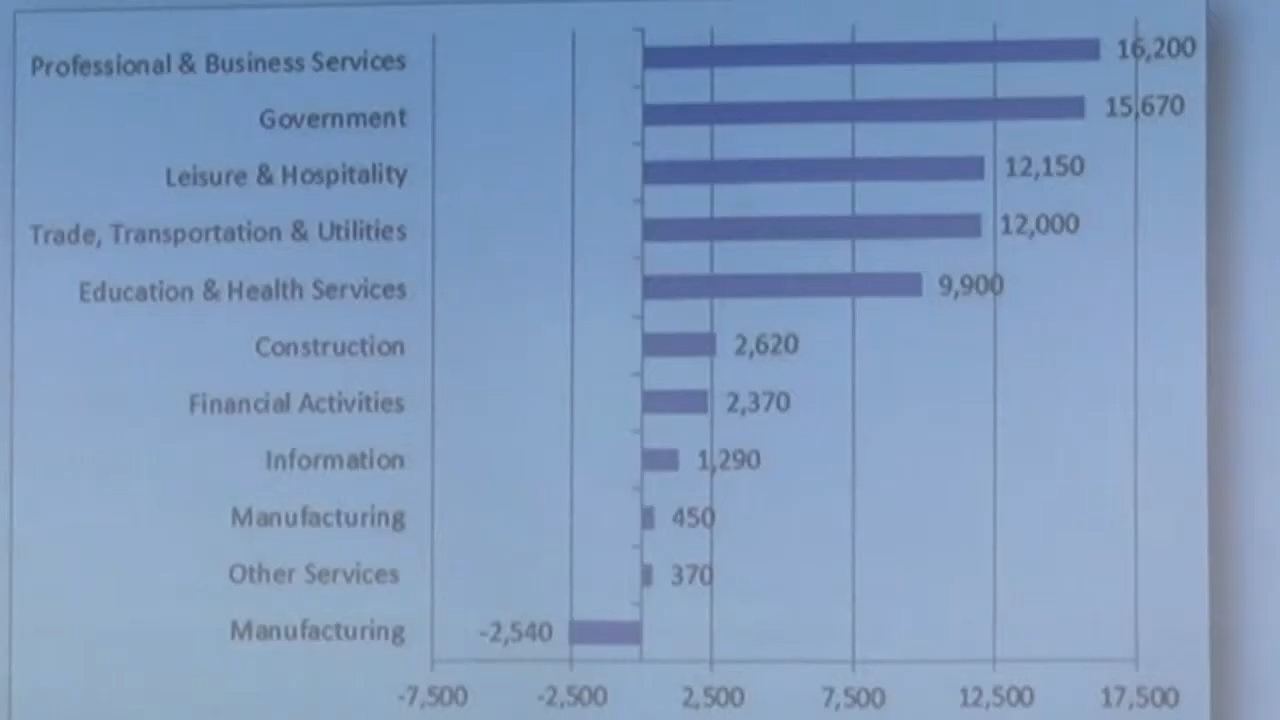 Professional & Business Services 16,200
Government 15,670
Leisure & Hospitality 12,150
Trade, Transportation & Utilities 12,000
Education & Health Services 9,900
Construction 2,620
Financial Activities 2,370
Information 1,290
Manufacturing 450
Other Services 370
Manufacturing -2,540
-7,500 -2,500 2,500 7,500 12,500 17,500